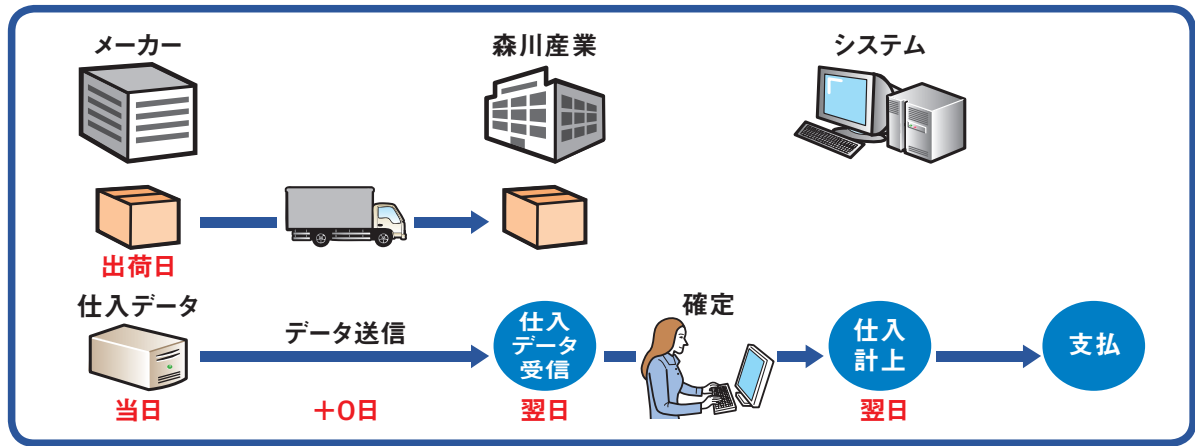 メーカー
森川産業
システム
出荷日
仕入データ
データ送信
仕入
データ
受信
確定
仕入
計上
支払
当日
+0日
翌日
翌日